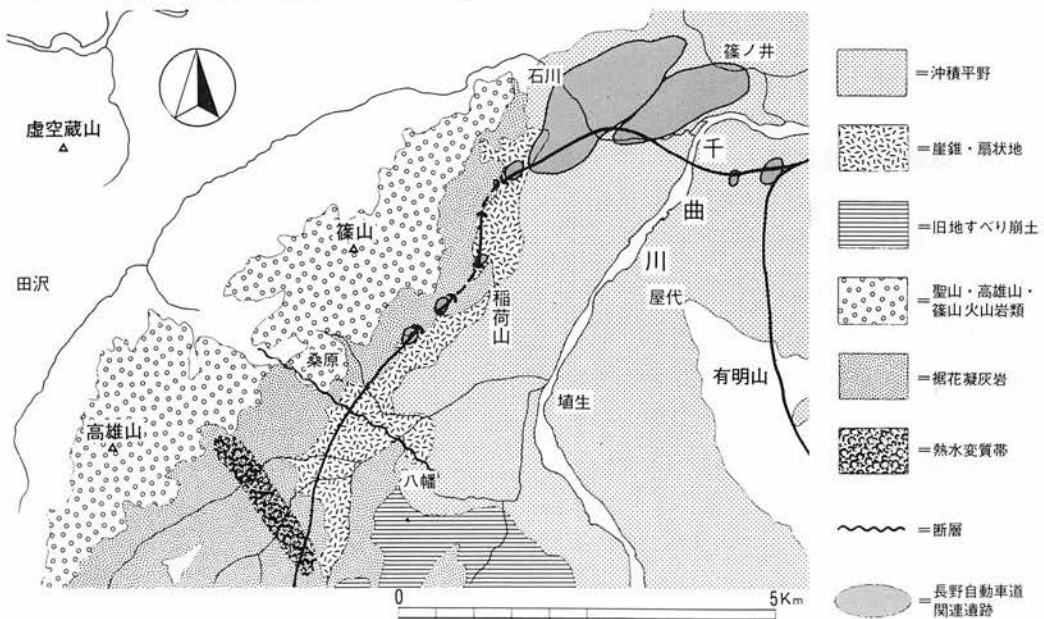 石川
篠ノ井
虚空蔵山
千
曲
川
篠山
田沢
稲荷山
屋代
有明山
桑原
埴生
高雄山
八幡
0
5Km
=沖積平野
=崖錐・扇状地
=旧地すべり崩土
=聖山・高雄山・
篠山火山岩類
=裾花凝灰岩
=熱水変質帯
=断層
=長野自動車道
関連遺跡